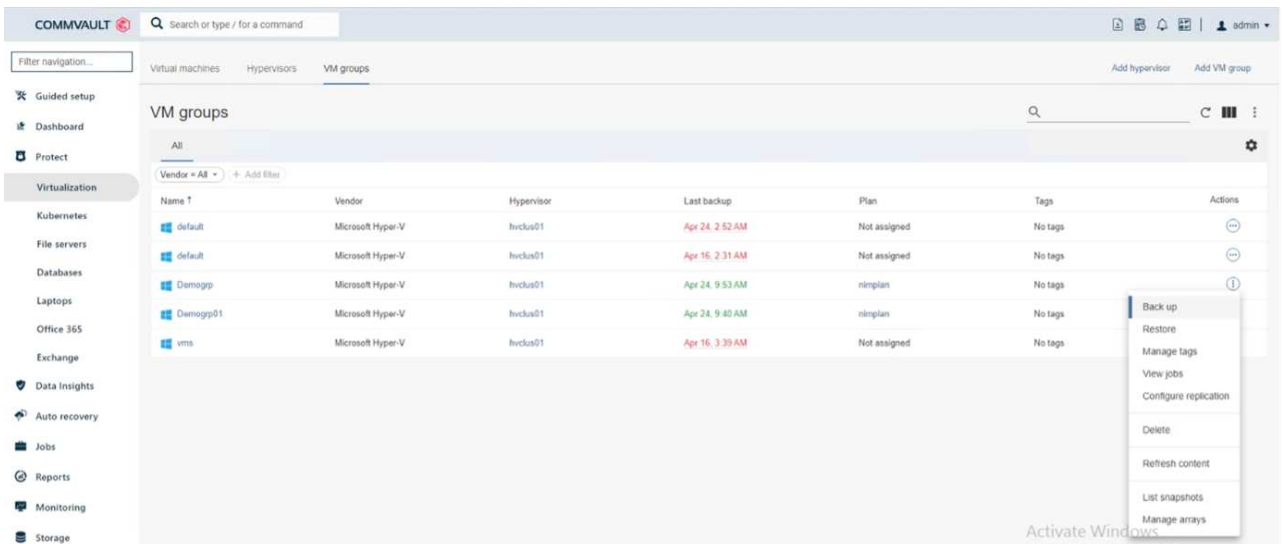 COMMVAULT Search or type / for a command admin
Filter navigation...
Virtual machines Hypervisors VM groups Add hypervisor Add VM group
Guided setup
Dashboard
Protect
Virtualization
Kubernetes
File servers
Databases
Laptops
Office 365
Exchange
Data Insights
Auto recovery
Jobs
Reports
Monitoring
Storage
VM groups
All
Vendor = All + Add filter
Name ↑ Vendor Hypervisor Last backup Plan Tags Actions
default Microsoft Hyper-V hvclus01 Apr 24, 2:52 AM Not assigned No tags
default Microsoft Hyper-V hvclus01 Apr 16, 2:31 AM Not assigned No tags
Demogrp Microsoft Hyper-V hvclus01 Apr 24, 9:53 AM nimplan No tags
Demogrp01 Microsoft Hyper-V hvclus01 Apr 24, 9:40 AM nimplan No tags
vms Microsoft Hyper-V hvclus01 Apr 16, 3:39 AM Not assigned No tags
Back up
Restore
Manage tags
View jobs
Configure replication
Delete
Refresh content
List snapshots
Manage arrays
Activate Windows